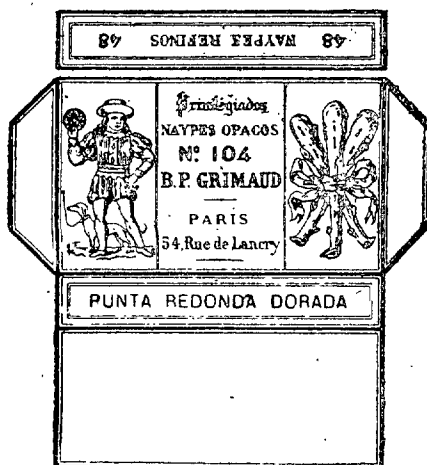 48 NAYPES REFINOS 48
Privilegiados
NAYPES OPACOS
Nº 104
B.P. GRIMAUD
PARIS
54, Rue de Lancry
PUNTA REDONDA DORADA